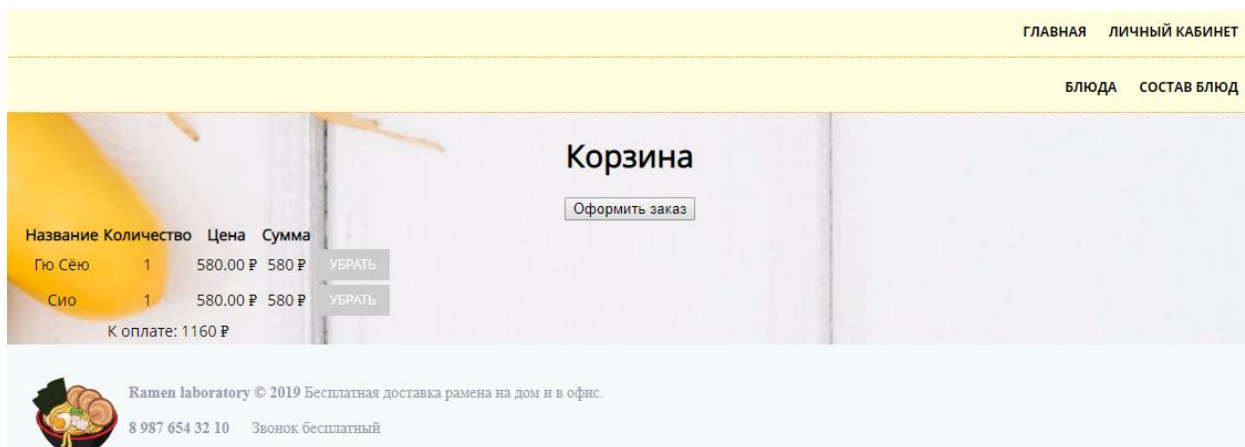 ГЛАВНАЯ ЛИЧНЫЙ КАБИНЕТ
БЛЮДА СОСТАВ БЛЮД
Корзина
Оформить заказ
Название Количество Цена Сумма
Гю Сёю 1 580.00 ₽ 580 ₽ УБРАТЬ
Сио 1 580.00 ₽ 580 ₽ УБРАТЬ
К оплате: 1160 ₽
Ramen laboratory © 2019 Бесплатная доставка рамена на дом и в офис.
8 987 654 32 10 Звонок бесплатный